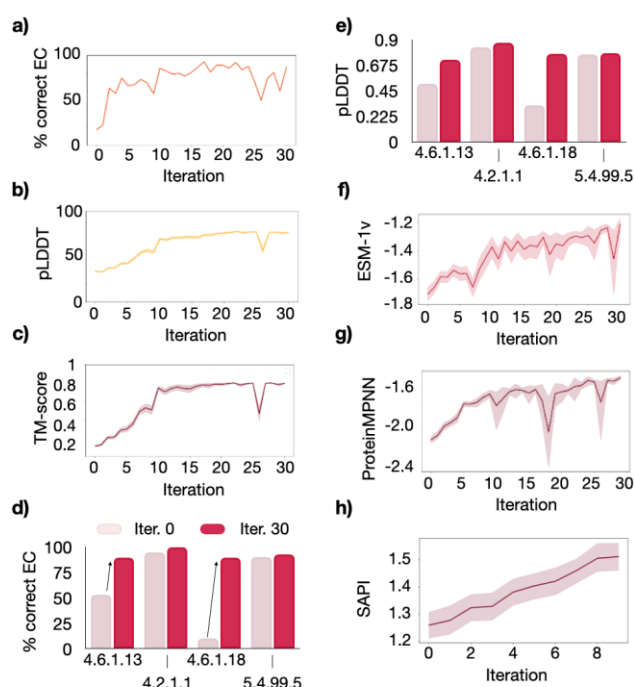 a)
% correct EC
100
50
0
0 5 10 15 20 25 30
Iteration
b)
pLDDT
100
50
0
0 5 10 15 20 25 30
Iteration
c)
TM-score
1
0.8
0.6
0.4
0.2
0 5 10 15 20 25 30
Iteration
d)
Iter. 0 Iter. 30
% correct EC
100
75
50
25
0
4.6.1.13 4.6.1.18
4.2.1.1 5.4.99.5
e)
pLDDT
0.9
0.675
0.45
0.225
0
4.6.1.13 4.6.1.18
4.2.1.1 5.4.99.5
f)
ESM-1v
-1.2
-1.4
-1.6
-1.8
0 5 10 15 20 25 30
Iteration
g)
ProteinMPNN
-1.6
-2.0
-2.4
0 5 10 15 20 25 30
Iteration
h)
SAPI
1.5
1.4
1.3
1.2
0 2 4 6 8
Iteration